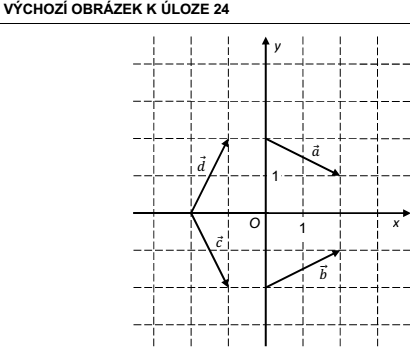 VÝCHOZÍ OBRÁZEK K ÚLOZE 24
y
d⃗
a⃗
1
O
1
x
c⃗
b⃗